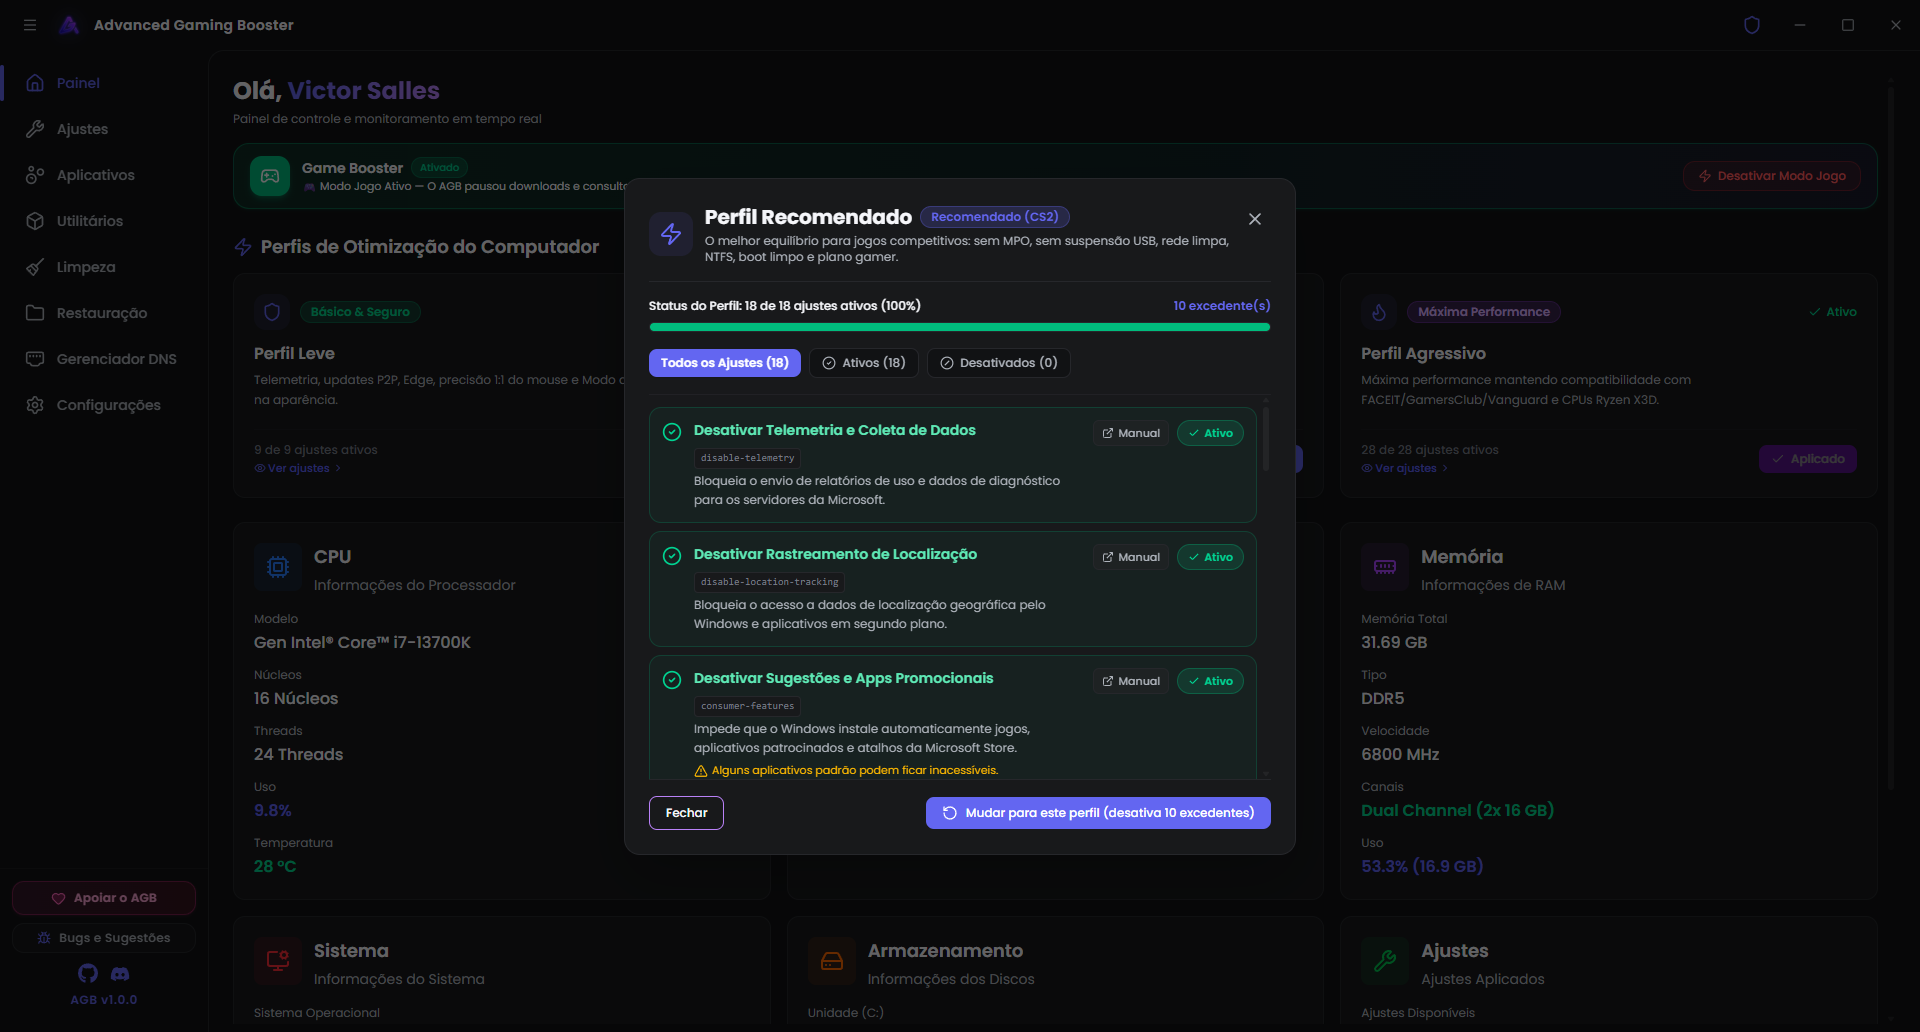 Advanced Gaming Booster
Painel
Ajustes
Aplicativos
Utilitários
Limpeza
Restauração
Gerenciador DNS
Configurações
Apoiar o AGB
Bugs e Sugestões
AGB v1.0.0
Olá, Victor Salles
Painel de controle e monitoramento em tempo real
Game Booster
Ativado
Modo Jogo Ativo — O AGB pausou downloads e
Desativar Modo Jogo
Perfis de Otimização do Computador
Básico & Seguro
Perfil Leve
Telemetria, updates P2P, Edge, precisão 1:1 do mouse e Modo
na aparência.
9 de 9 ajustes ativos
Ver ajustes
Máxima Performance
Ativo
Perfil Agressivo
Máxima performance mantendo compatibilidade com
FACEIT/GamersClub/Vanguard e CPUs Ryzen X3D.
28 de 28 ajustes ativos
Ver ajustes
Aplicado
Perfil Recomendado
Recomendado (CS2)
O melhor equilíbrio para jogos competitivos: sem MPO, sem suspensão USB, rede limpa,
NTFS, boot limpo e plano gamer.
Status do Perfil: 18 de 18 ajustes ativos (100%)
10 excedente(s)
Todos os Ajustes (18)
Ativos (18)
Desativados (0)
Desativar Telemetria e Coleta de Dados
Manual
Ativo
disable-telemetry
Bloqueia o envio de relatórios de uso e dados de diagnóstico
para os servidores da Microsoft.
Desativar Rastreamento de Localização
Manual
Ativo
disable-location-tracking
Bloqueia o acesso a dados de localização geográfica pelo
Windows e aplicativos em segundo plano.
Desativar Sugestões e Apps Promocionais
Manual
Ativo
consumer-features
Impede que o Windows instale automaticamente jogos,
aplicativos patrocinados e atalhos da Microsoft Store.
Alguns aplicativos padrão podem ficar inacessíveis.
Fechar
Mudar para este perfil (desativa 10 excedentes)
CPU
Informações do Processador
Modelo
Gen Intel® Core™ i7-13700K
Núcleos
16 Núcleos
Threads
24 Threads
Uso
9.8%
Temperatura
28 °C
Memória
Informações de RAM
Memória Total
31.69 GB
Tipo
DDR5
Velocidade
6800 MHz
Canais
Dual Channel (2x 16 GB)
Uso
53.3% (16.9 GB)
Sistema
Informações do Sistema
Sistema Operacional
Armazenamento
Informações dos Discos
Unidade (C:)
Ajustes
Ajustes Aplicados
Ajustes Disponíveis